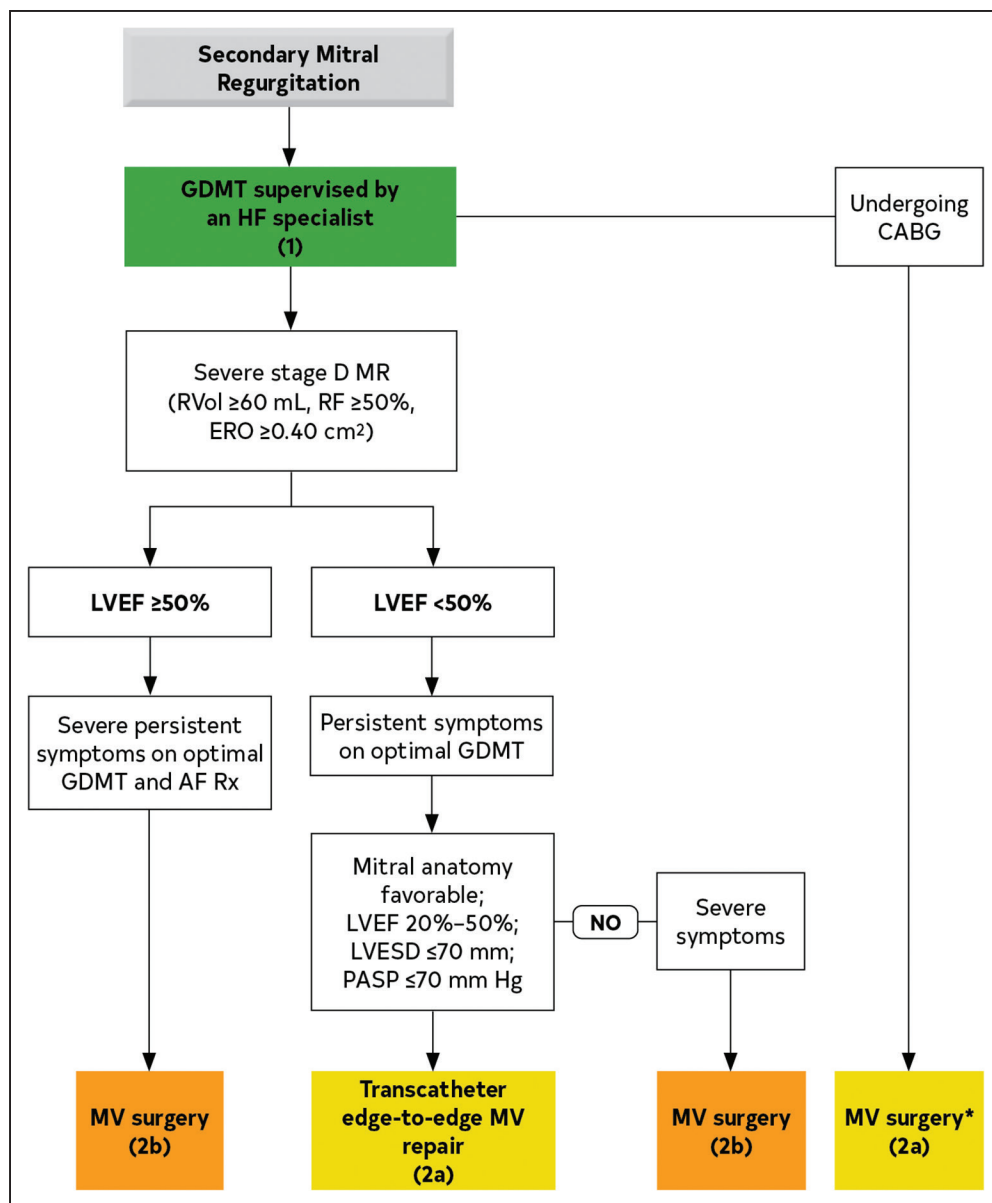 Secondary Mitral
Regurgitation
GDMT supervised by
an HF specialist
(1)
Undergoing
CABG
Severe stage D MR
(RVol ≥60 mL, RF ≥50%,
ERO ≥0.40 cm²)
LVEF ≥50%
LVEF <50%
Severe persistent
symptoms on optimal
GDMT and AF Rx
Persistent symptoms
on optimal GDMT
Mitral anatomy
favorable;
LVEF 20%–50%;
LVESD ≤70 mm;
PASP ≤70 mm Hg
NO
Severe
symptoms
MV surgery
(2b)
Transcatheter
edge-to-edge MV
repair
(2a)
MV surgery
(2b)
MV surgery*
(2a)